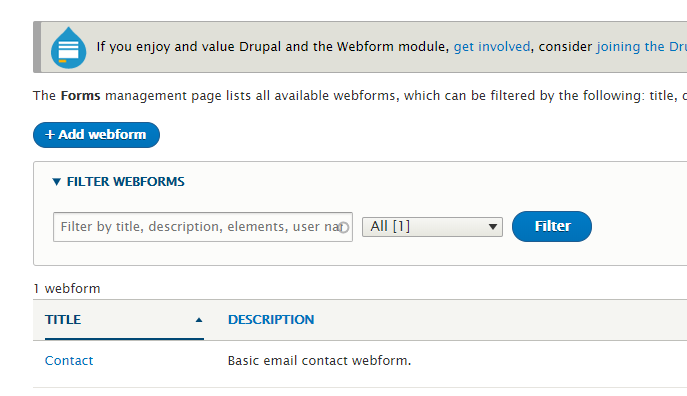 If you enjoy and value Drupal and the Webform module, get involved, consider joining the
The Forms management page lists all available webforms, which can be filtered by the following: title,
+ Add webform
▼ FILTER WEBFORMS
Filter by title, description, elements, user
All [1]
Filter
1 webform
TITLE
DESCRIPTION
Contact
Basic email contact webform.